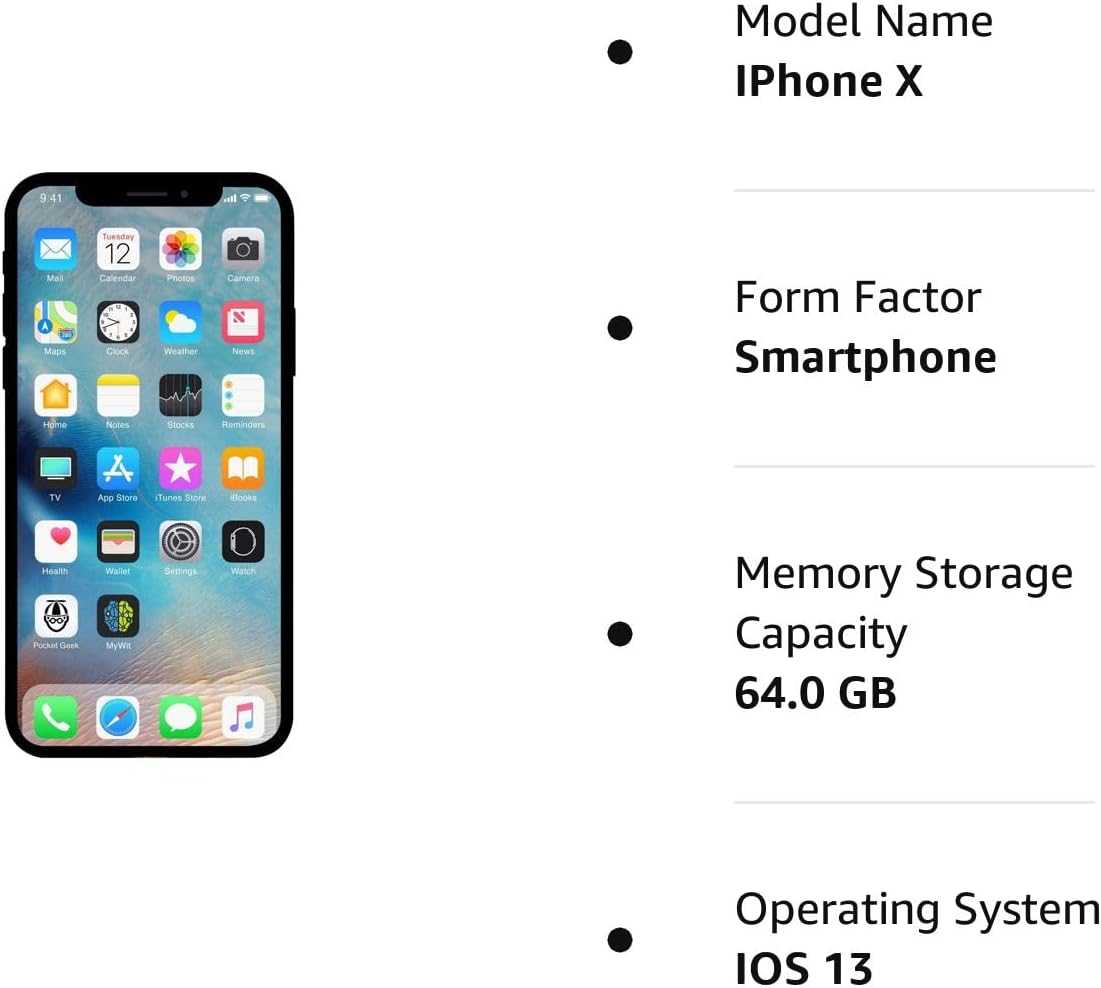 Model Name
IPhone X
Form Factor
Smartphone
Memory Storage
Capacity
64.0 GB
Operating System
IOS 13
9:41
Tuesday
12
Mail Calendar Photos Camera
Maps Clock Weather News
Home Notes Stocks Reminders
TV App Store iTunes Store iBooks
Health Wallet Settings Watch
Pocket Geek MyWit